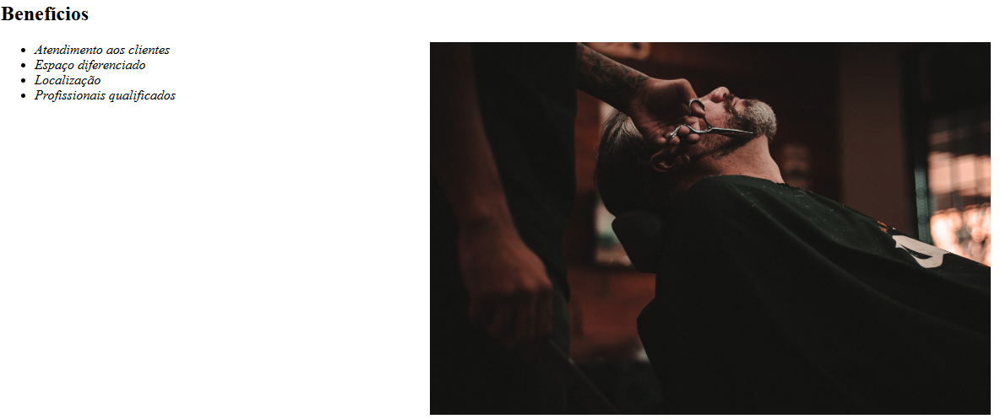 Benefícios
Atendimento aos clientes
Espaço diferenciado
Localização
Profissionais qualificados